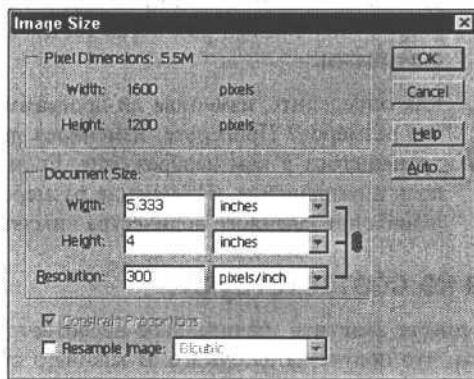 Image Size
Pixel Dimensions: 5.5M
Width: 1600 pixels
Height: 1200 pixels
Document Size:
Width: 5.333 inches
Height: 4 inches
Resolution: 300 pixels/inch
Constrain Proportions
Resample Image: Bicubic
OK
Cancel
Help
Auto...